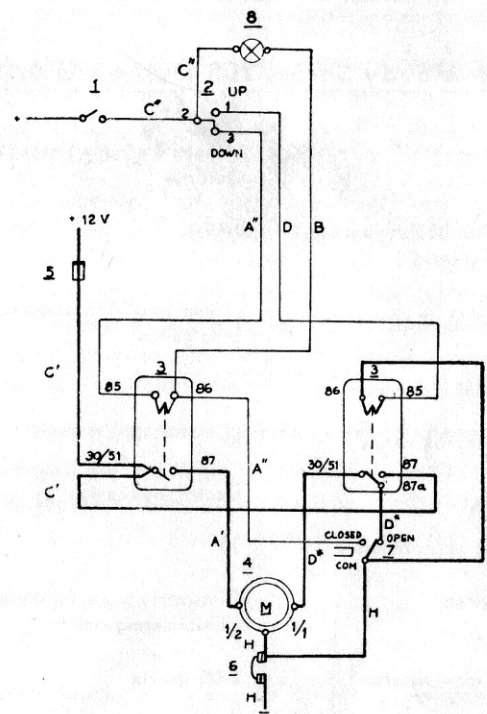 8
C"
1
2 UP
+
C"
2
1
3
DOWN
+ 12 V
5
A"
D
B
C'
3
3
85
86
86
85
30/51
87
30/51
87
87a
C'
A"
A'
D*
D"
CLOSED
OPEN
7
COM
4
M
1/2
1/1
H
H
6
H